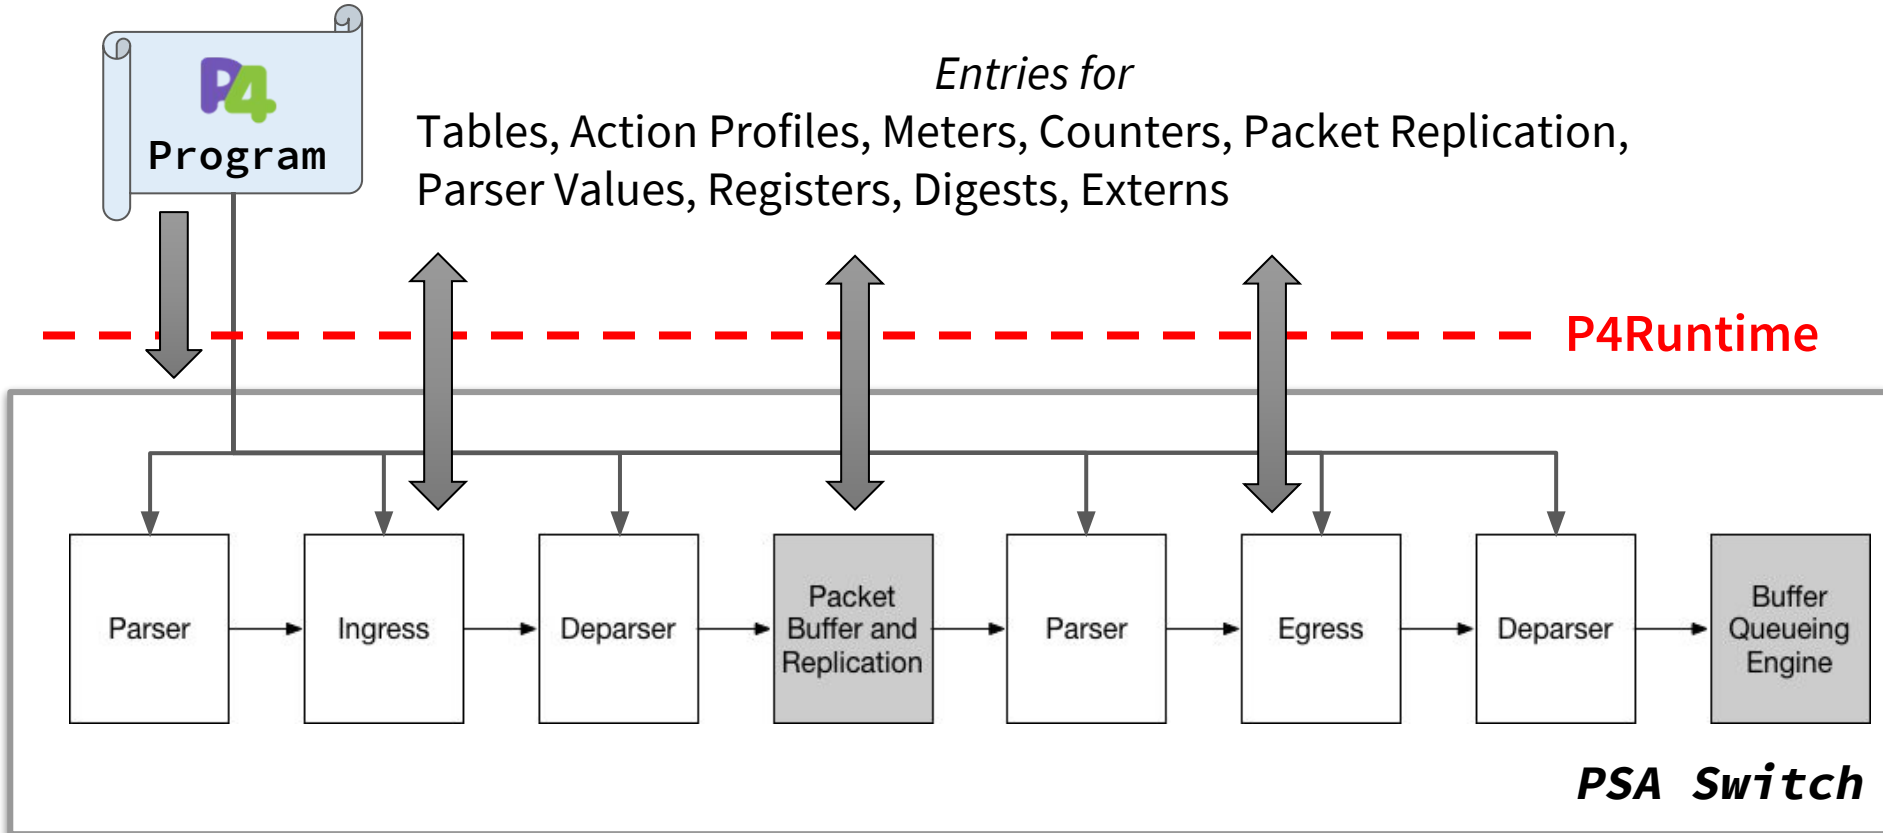 P4
Program
Entries for
Tables, Action Profiles, Meters, Counters, Packet Replication,
Parser Values, Registers, Digests, Externs
P4Runtime
Parser
Ingress
Deparser
Packet
Buffer and
Replication
Parser
Egress
Deparser
Buffer
Queueing
Engine
PSA Switch